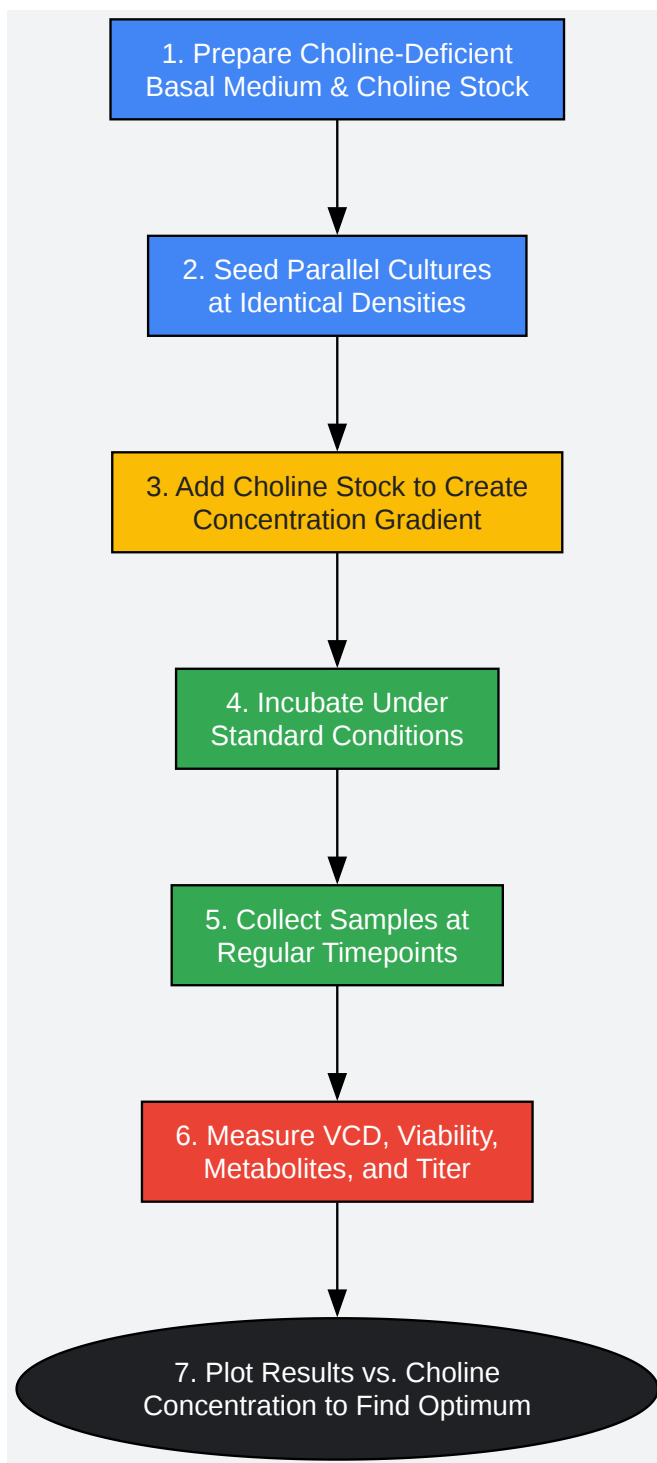 1. Prepare Choline-Deficient
Basal Medium & Choline Stock
2. Seed Parallel Cultures
at Identical Densities
3. Add Choline Stock to Create
Concentration Gradient
4. Incubate Under
Standard Conditions
5. Collect Samples at
Regular Timepoints
6. Measure VCD, Viability,
Metabolites, and Titer
7. Plot Results vs. Choline
Concentration to Find Optimum